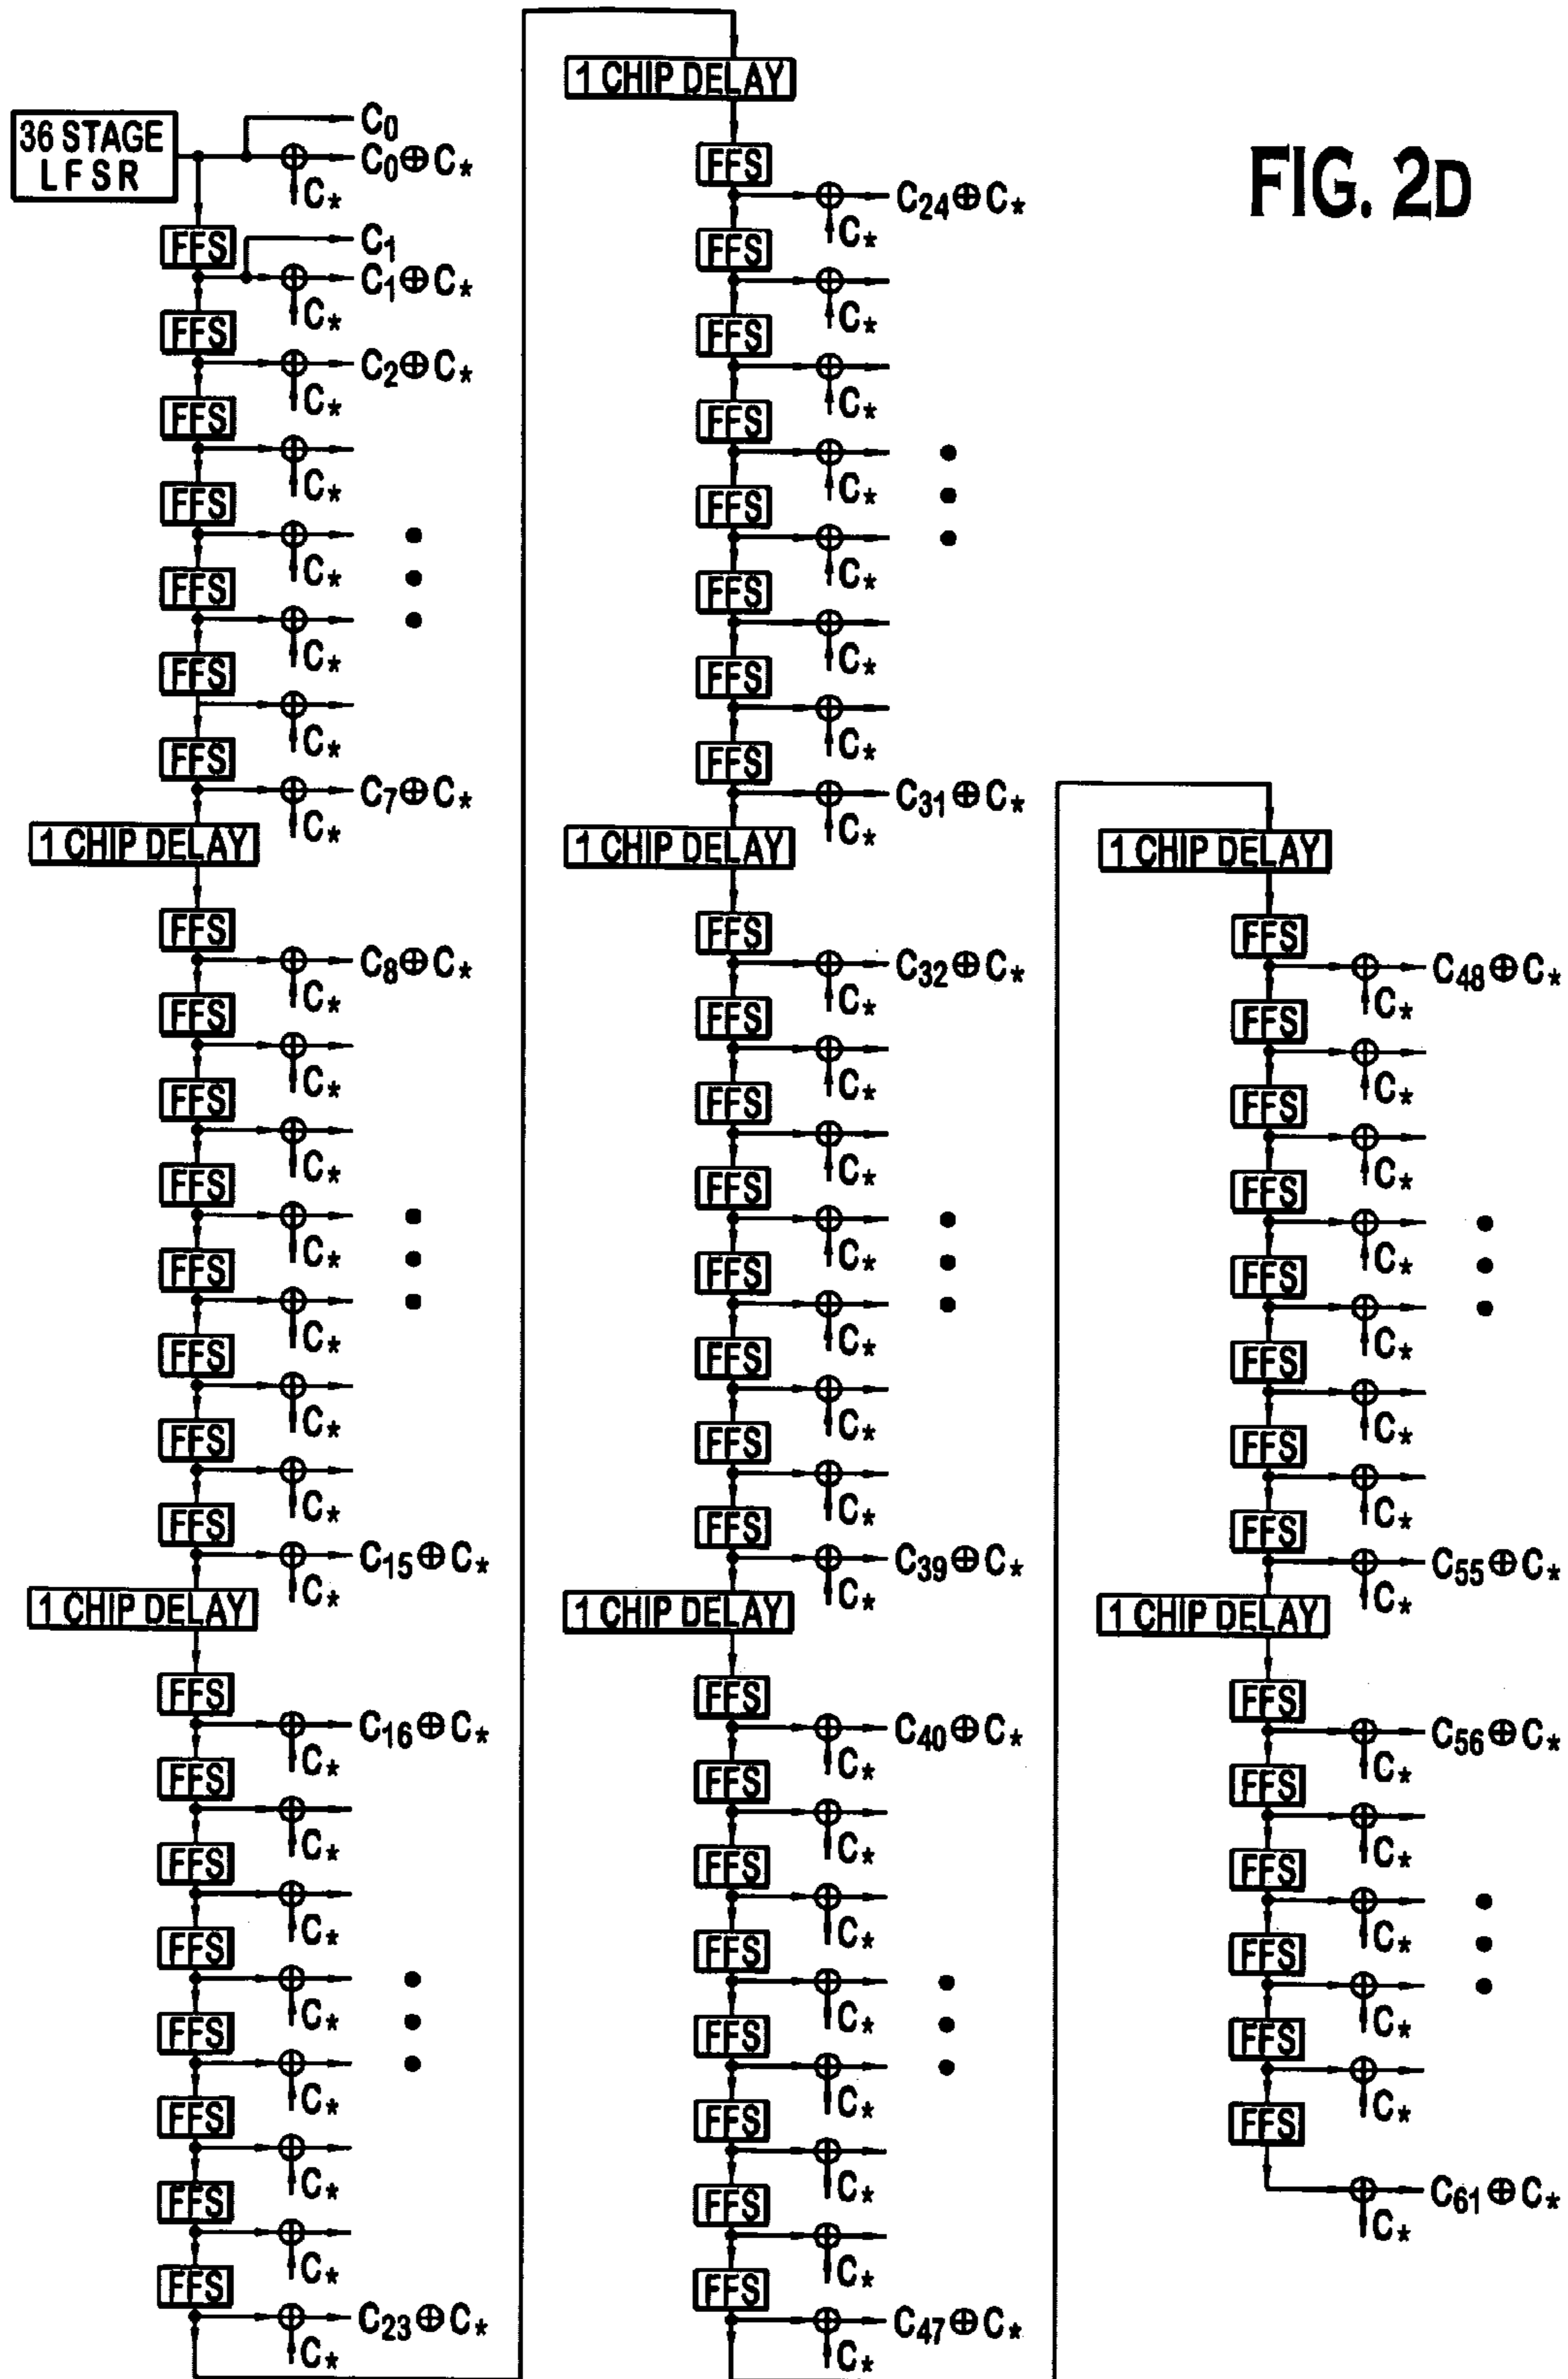 FIG. 2D
36 STAGE
LFSR
C₀
C₀⊕C*
C*
FFS
C₁
C₁⊕C*
C*
FFS
C₂⊕C*
C*
FFS
C*
FFS
C*
FFS
C*
FFS
C*
FFS
C₇⊕C*
C*
1 CHIP DELAY
FFS
C₈⊕C*
C*
FFS
C*
FFS
C*
FFS
C*
FFS
C*
FFS
C*
FFS
C*
FFS
C₁₅⊕C*
C*
1 CHIP DELAY
FFS
C₁₆⊕C*
C*
FFS
C*
FFS
C*
FFS
C*
FFS
C*
FFS
C*
FFS
C*
FFS
C₂₃⊕C*
C*
1 CHIP DELAY
FFS
C₂₄⊕C*
C*
FFS
C*
FFS
C*
FFS
C*
FFS
C*
FFS
C*
FFS
C*
FFS
C₃₁⊕C*
C*
1 CHIP DELAY
FFS
C₃₂⊕C*
C*
FFS
C*
FFS
C*
FFS
C*
FFS
C*
FFS
C*
FFS
C*
FFS
C₃₉⊕C*
C*
1 CHIP DELAY
FFS
C₄₀⊕C*
C*
FFS
C*
FFS
C*
FFS
C*
FFS
C*
FFS
C*
FFS
C*
FFS
C₄₇⊕C*
C*
1 CHIP DELAY
FFS
C₄₈⊕C*
C*
FFS
C*
FFS
C*
FFS
C*
FFS
C*
FFS
C*
FFS
C*
FFS
C₅₅⊕C*
C*
1 CHIP DELAY
FFS
C₅₆⊕C*
C*
FFS
C*
FFS
C*
FFS
C*
FFS
C*
FFS
C₆₁⊕C*
C*